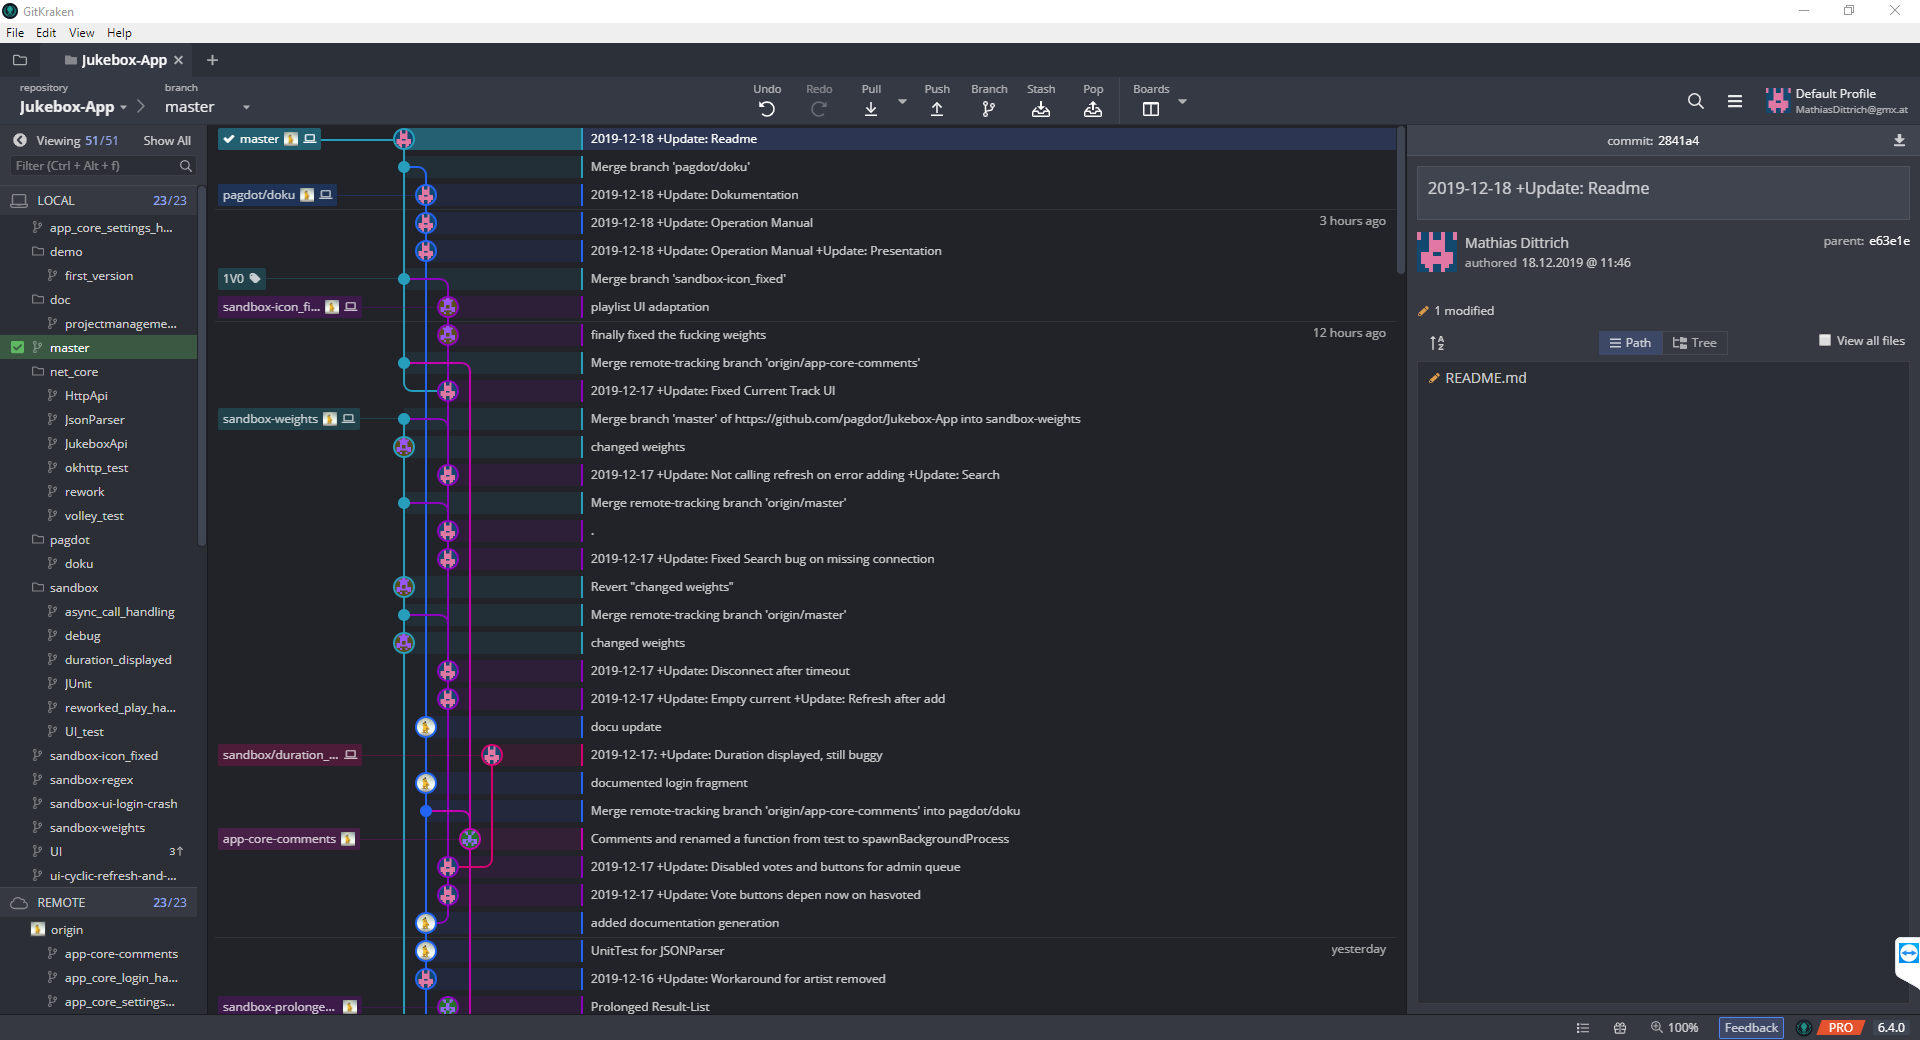 GitKraken
File Edit View Help
Jukebox-App
repository
Jukebox-App
branch
master
Undo Redo Pull Push Branch Stash Pop Boards
Default Profile
MathiasDittrich@gmx.at
Viewing 51/51 Show All
Filter (Ctrl + Alt + f)
LOCAL 23/23
app_core_settings_h...
demo
first_version
doc
projectmanageme...
master
net_core
HttpApi
JsonParser
JukeboxApi
okhttp_test
rework
volley_test
pagdot
doku
sandbox
async_call_handling
debug
duration_displayed
JUnit
reworked_play_ha...
UI_test
sandbox-icon_fixed
sandbox-regex
sandbox-ui-login-crash
sandbox-weights
UI 3↑
ui-cyclic-refresh-and-...
REMOTE 23/23
origin
app-core-comments
app_core_login_ha...
app_core_settings...
master 2019-12-18 +Update: Readme
Merge branch 'pagdot/doku'
pagdot/doku 2019-12-18 +Update: Dokumentation
2019-12-18 +Update: Operation Manual 3 hours ago
2019-12-18 +Update: Operation Manual +Update: Presentation
1V0 Merge branch 'sandbox-icon_fixed'
sandbox-icon_fi... playlist UI adaptation
finally fixed the fucking weights 12 hours ago
Merge remote-tracking branch 'origin/app-core-comments'
2019-12-17 +Update: Fixed Current Track UI
sandbox-weights Merge branch 'master' of https://github.com/pagdot/Jukebox-App into sandbox-weights
changed weights
2019-12-17 +Update: Not calling refresh on error adding +Update: Search
Merge remote-tracking branch 'origin/master'
.
2019-12-17 +Update: Fixed Search bug on missing connection
Revert "changed weights"
Merge remote-tracking branch 'origin/master'
changed weights
2019-12-17 +Update: Disconnect after timeout
2019-12-17 +Update: Empty current +Update: Refresh after add
docu update
sandbox/duration_... 2019-12-17: +Update: Duration displayed, still buggy
documented login fragment
Merge remote-tracking branch 'origin/app-core-comments' into pagdot/doku
app-core-comments Comments and renamed a function from test to spawnBackgroundProcess
2019-12-17 +Update: Disabled votes and buttons for admin queue
2019-12-17 +Update: Vote buttons depen now on hasvoted
added documentation generation
UnitTest for JSONParser yesterday
2019-12-16 +Update: Workaround for artist removed
sandbox-prolonge... Prolonged Result-List
commit: 2841a4
2019-12-18 +Update: Readme
Mathias Dittrich parent: e63e1e
authored 18.12.2019 @ 11:46
1 modified
Path Tree View all files
README.md
100% Feedback PRO 6.4.0